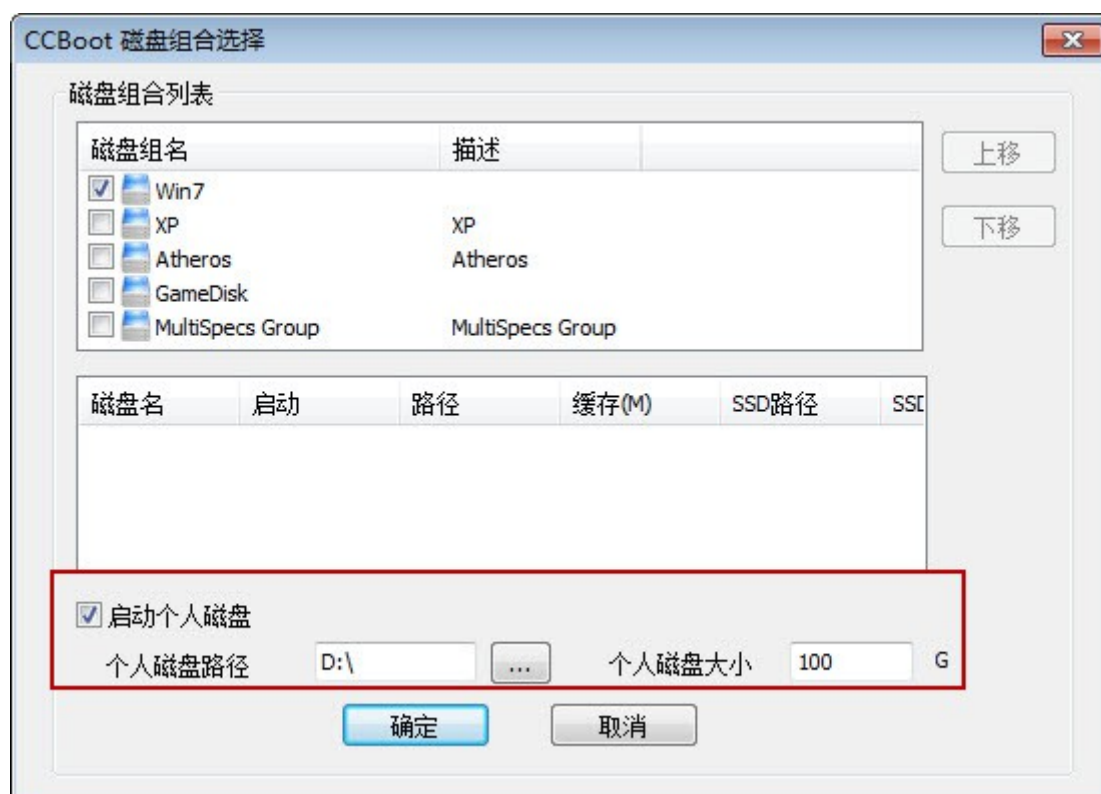 CCBoot 磁盘组合选择
磁盘组合列表
磁盘组名 描述
上移
Win7
XP XP
下移
Atheros Atheros
GameDisk
MultiSpecs Group MultiSpecs Group
磁盘名 启动 路径 缓存(M) SSD路径 SSD
启动个人磁盘
个人磁盘路径 D:\ ... 个人磁盘大小 100 G
确定 取消